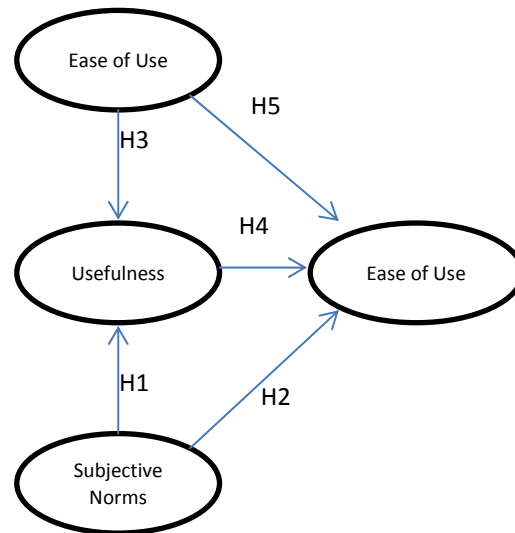 Ease of Use
H5
H3
H4
Usefulness
Ease of Use
H1
H2
Subjective
Norms